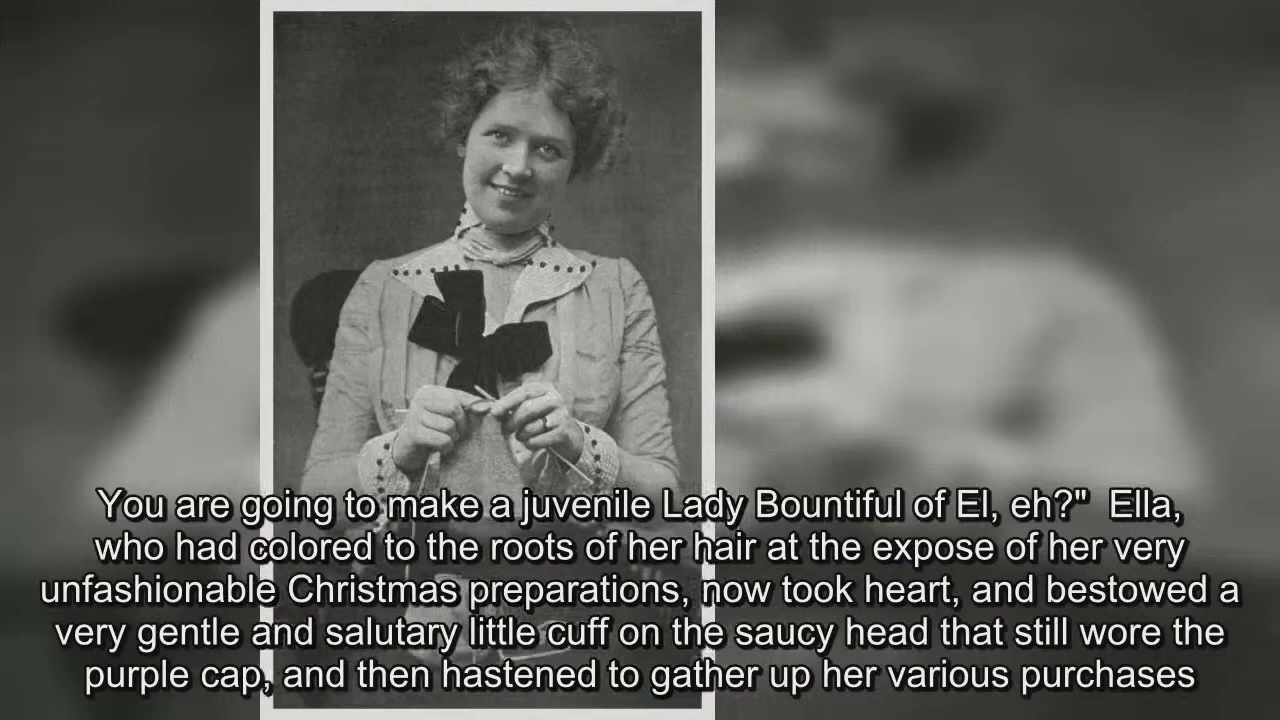 You are going to make a juvenile Lady Bountiful of El, eh?"  Ella,
who had colored to the roots of her hair at the expose of her very
unfashionable Christmas preparations, now took heart, and bestowed a
very gentle and salutary little cuff on the saucy head that still wore the
purple cap, and then hastened to gather up her various purchases